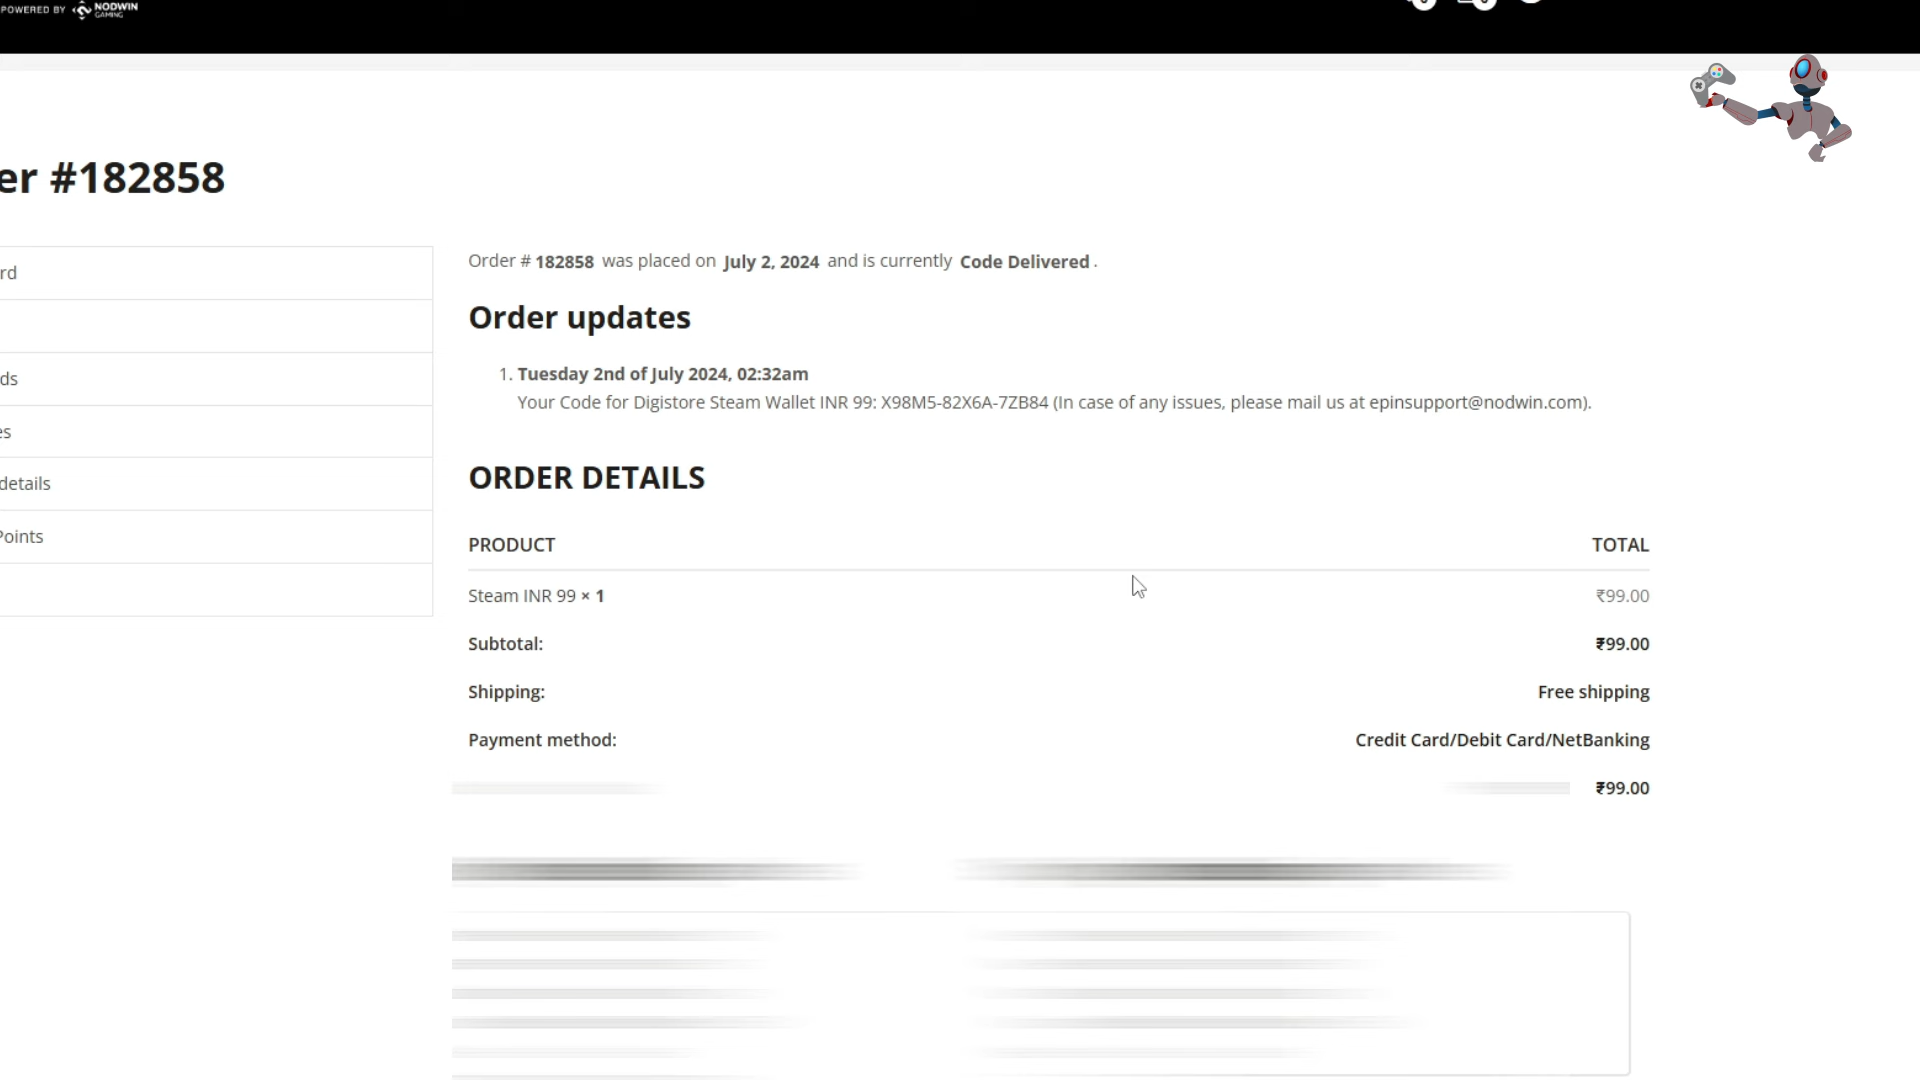 POWERED BY NODWIN GAMING
er #182858
rd
ds
es
details
Points
Order # 182858 was placed on July 2, 2024 and is currently Code Delivered .
Order updates
1. Tuesday 2nd of July 2024, 02:32am
Your Code for Digistore Steam Wallet INR 99: X98M5-82X6A-7ZB84 (In case of any issues, please mail us at epinsupport@nodwin.com).
ORDER DETAILS
PRODUCT TOTAL
Steam INR 99 × 1 ₹99.00
Subtotal: ₹99.00
Shipping: Free shipping
Payment method: Credit Card/Debit Card/NetBanking
₹99.00